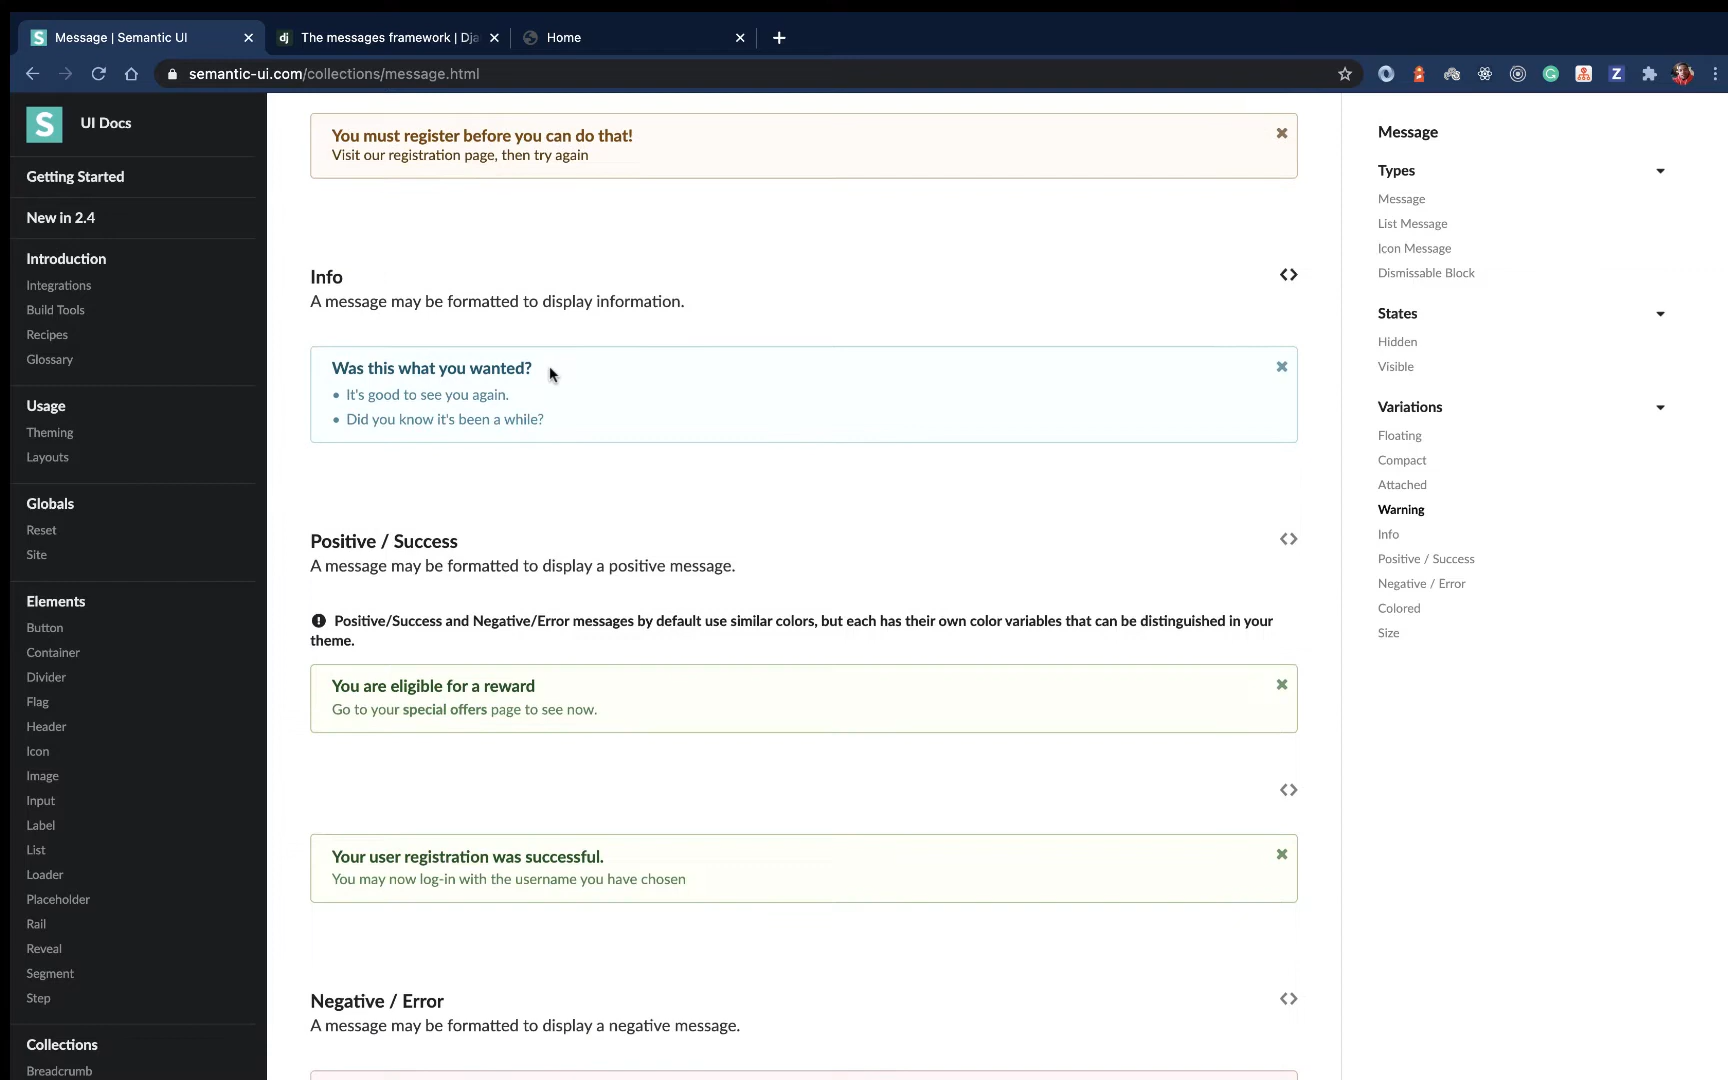 Message | Semantic UI
The messages framework | Dja
Home
semantic-ui.com/collections/message.html
S UI Docs
Getting Started
New in 2.4
Introduction
Integrations
Build Tools
Recipes
Glossary
Usage
Theming
Layouts
Globals
Reset
Site
Elements
Button
Container
Divider
Flag
Header
Icon
Image
Input
Label
List
Loader
Placeholder
Rail
Reveal
Segment
Step
Collections
Breadcrumb
You must register before you can do that!
Visit our registration page, then try again
Info
A message may be formatted to display information.
Was this what you wanted?
• It's good to see you again.
• Did you know it's been a while?
Positive / Success
A message may be formatted to display a positive message.
Positive/Success and Negative/Error messages by default use similar colors, but each has their own color variables that can be distinguished in your
theme.
You are eligible for a reward
Go to your special offers page to see now.
Your user registration was successful.
You may now log-in with the username you have chosen
Negative / Error
A message may be formatted to display a negative message.
Message
Types
Message
List Message
Icon Message
Dismissable Block
States
Hidden
Visible
Variations
Floating
Compact
Attached
Warning
Info
Positive / Success
Negative / Error
Colored
Size